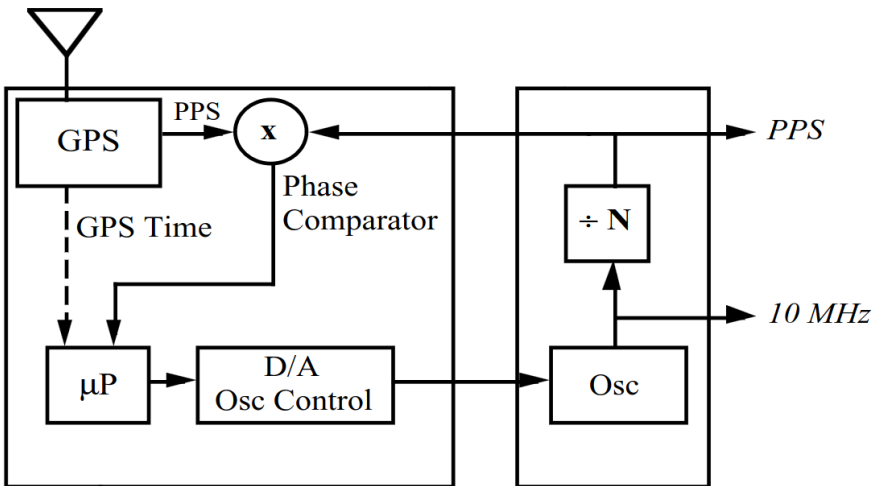 PPS
GPS
x
PPS
Phase
Comparator
÷ N
GPS Time
10 MHz
μP
D/A
Osc Control
Osc